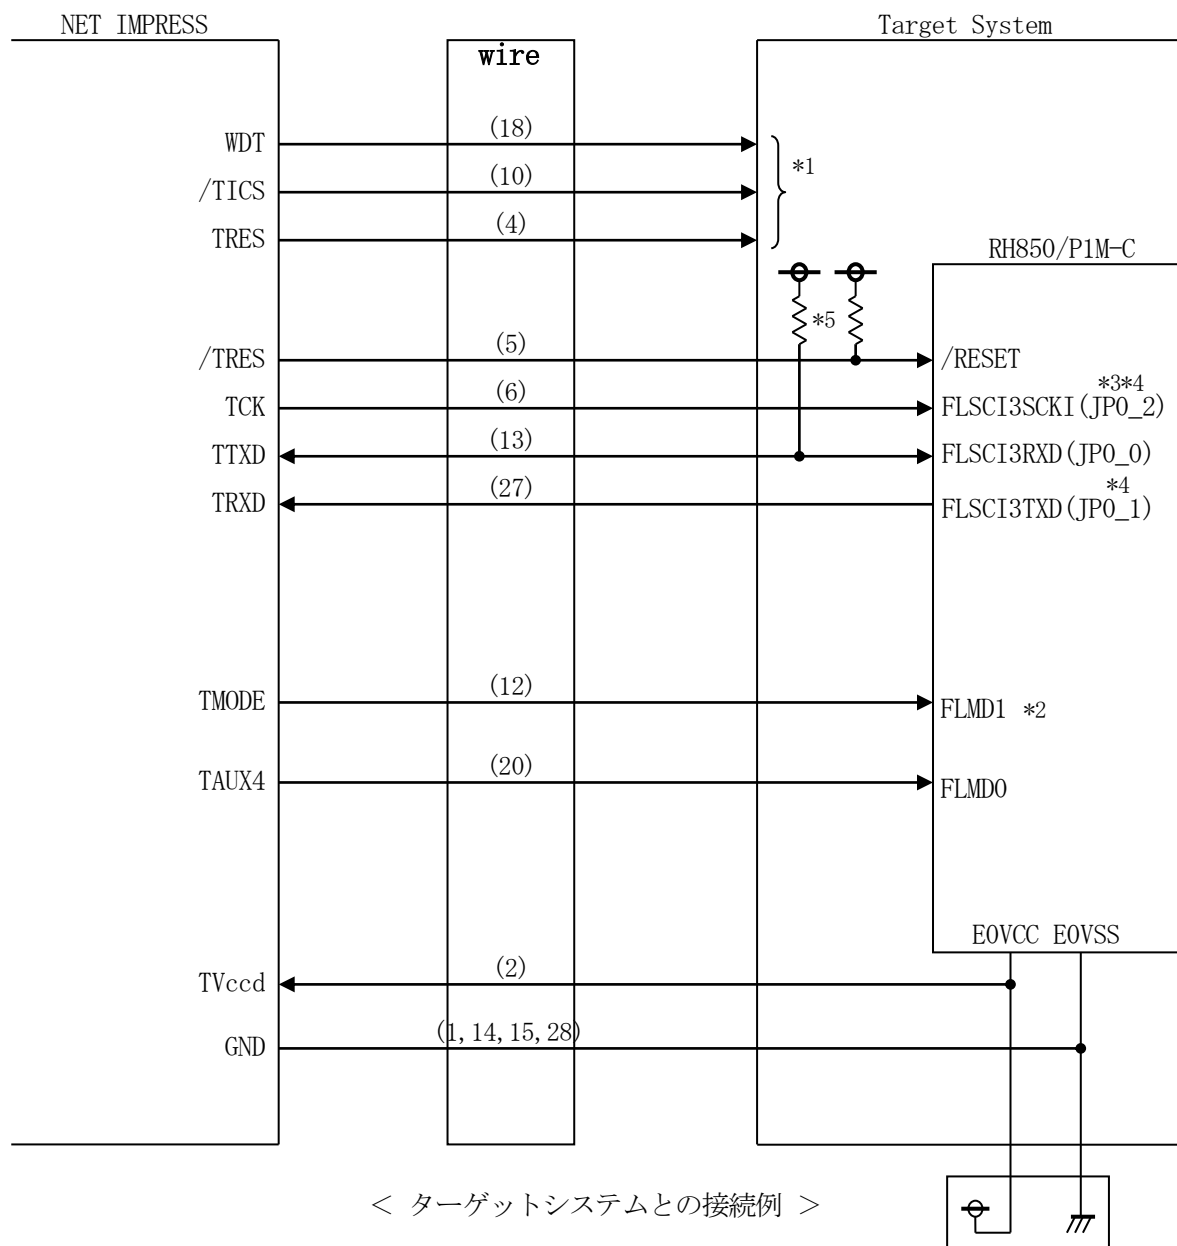 NET IMPRESS
Target System
wire
WDT
(18)
*1
/TICS
(10)
TRES
(4)
RH850/P1M-C
*5
/TRES
(5)
/RESET
TCK
(6)
*3*4
FLSCI3SCKI(JP0_2)
TTXD
(13)
FLSCI3RXD(JP0_0)
TRXD
(27)
*4
FLSCI3TXD(JP0_1)
TMODE
(12)
FLMD1 *2
TAUX4
(20)
FLMD0
E0VCC E0VSS
TVccd
(2)
GND
(1,14,15,28)
< ターゲットシステムとの接続例 >